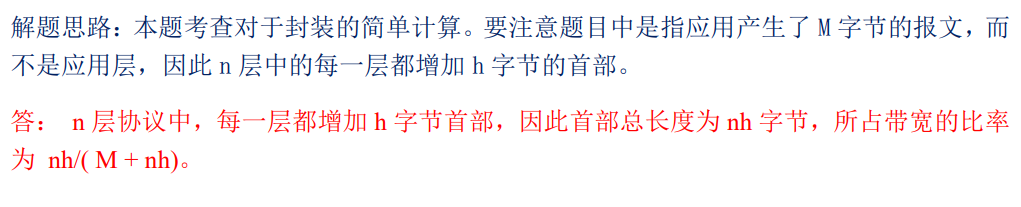 解题思路：本题考查对于封装的简单计算。要注意题目中是指应用产生了 M 字节的报文，而
不是应用层，因此 n 层中的每一层都增加 h 字节的首部。
答： n 层协议中，每一层都增加 h 字节首部，因此首部总长度为 nh 字节，所占带宽的比率
为 nh/( M + nh)。